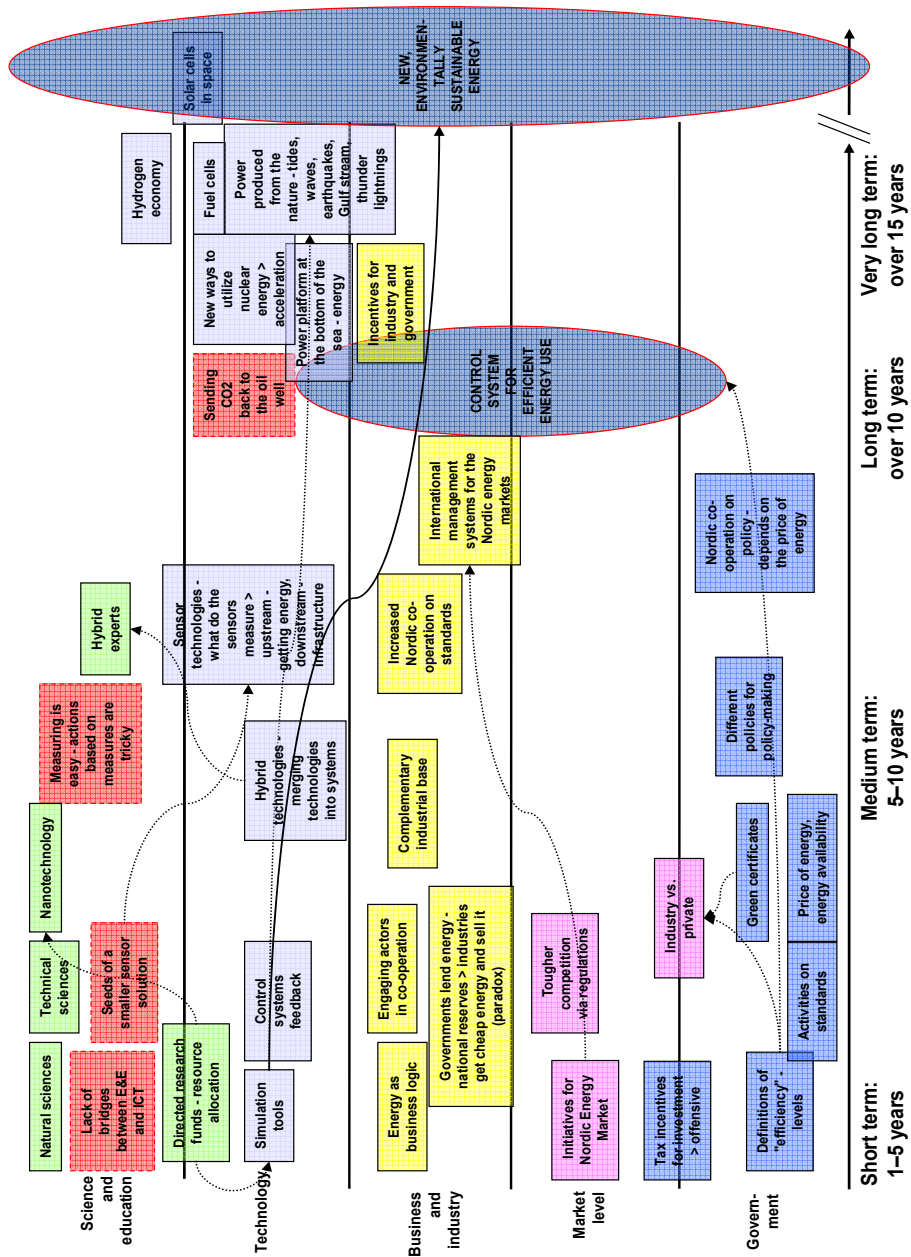 Science
and
education
Natural sciences
Technical
sciences
Nanotechnology
Lack of
bridges
between E&E
and ICT
Seeds of a
smaller sensor
solution
Measuring is
easy - actions
based on
measures are
tricky
Hybrid
experts
Hydrogen
economy
Directed research
funds - resource
allocation
Solar cells
in space
Technology
Simulation
tools
Control
systems
feedback
Hybrid
technologies -
merging
technologies
into systems
Sensor
technologies -
what do the
sensors
measure >
upstream -
getting energy,
downstream -
infrastructure
Sending
CO2
back to
the oil
well
New ways to
utilize
nuclear
energy >
acceleration
Fuel cells
Power
produced
from the
nature - tides,
waves,
earthquakes,
Gulf stream,
thunder
lightnings
Power platform at
the bottom of the
sea - energy
Business
and
industry
Energy as
business logic
Engaging actors
in co-operation
Governments lend energy -
national reserves > industries
get cheap energy and sell it
(paradox)
Complementary
industrial base
Increased
Nordic co-
operation on
standards
International
management
systems for the
Nordic energy
markets
Incentives for
industry and
government
CONTROL
SYSTEM
FOR
EFFICIENT
ENERGY USE
NEW,
ENVIRONMEN-
TALLY
SUSTAINABLE
ENERGY
Market
level
Initiatives for
Nordic Energy
Market
Tougher
competition
via regulations
Industry vs.
private
Tax incentives
for investment
> offensive
Govern-
ment
Definitions of
"efficiency" -
levels
Activities on
standards
Green certificates
Price of energy,
energy availability
Different
policies for
policy-making
Nordic co-
operation on
policy -
depends on
the price of
energy
Short term:
1–5 years
Medium term:
5–10 years
Long term:
over 10 years
Very long term:
over 15 years